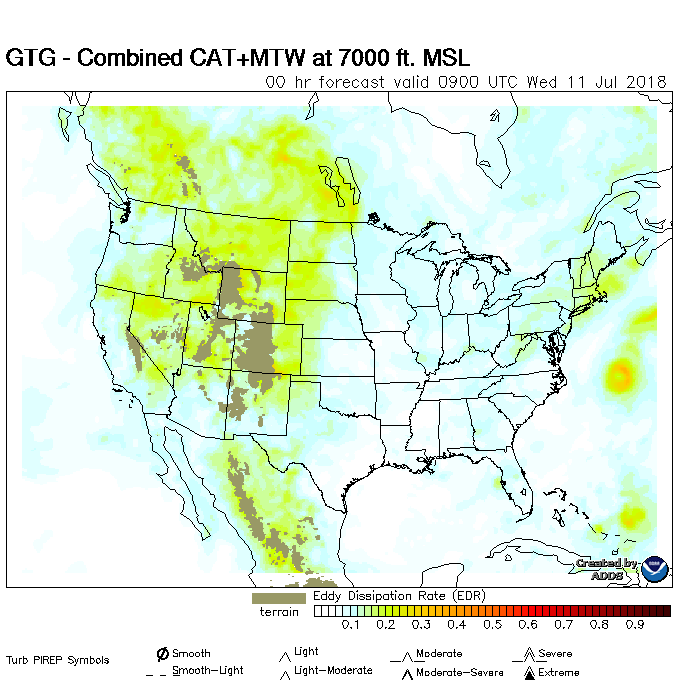 GTG - Combined CAT+MTW at 7000 ft. MSL
00 hr forecast valid 0900 UTC Wed 11 Jul 2018
Created by
ADDS
Eddy Dissipation Rate (EDR)
terrain
0.1 0.2 0.3 0.4 0.5 0.6 0.7 0.8 0.9
Turb PIREP Symbols
Smooth Light Moderate Severe
Smooth-Light Light-Moderate Moderate-Severe Extreme